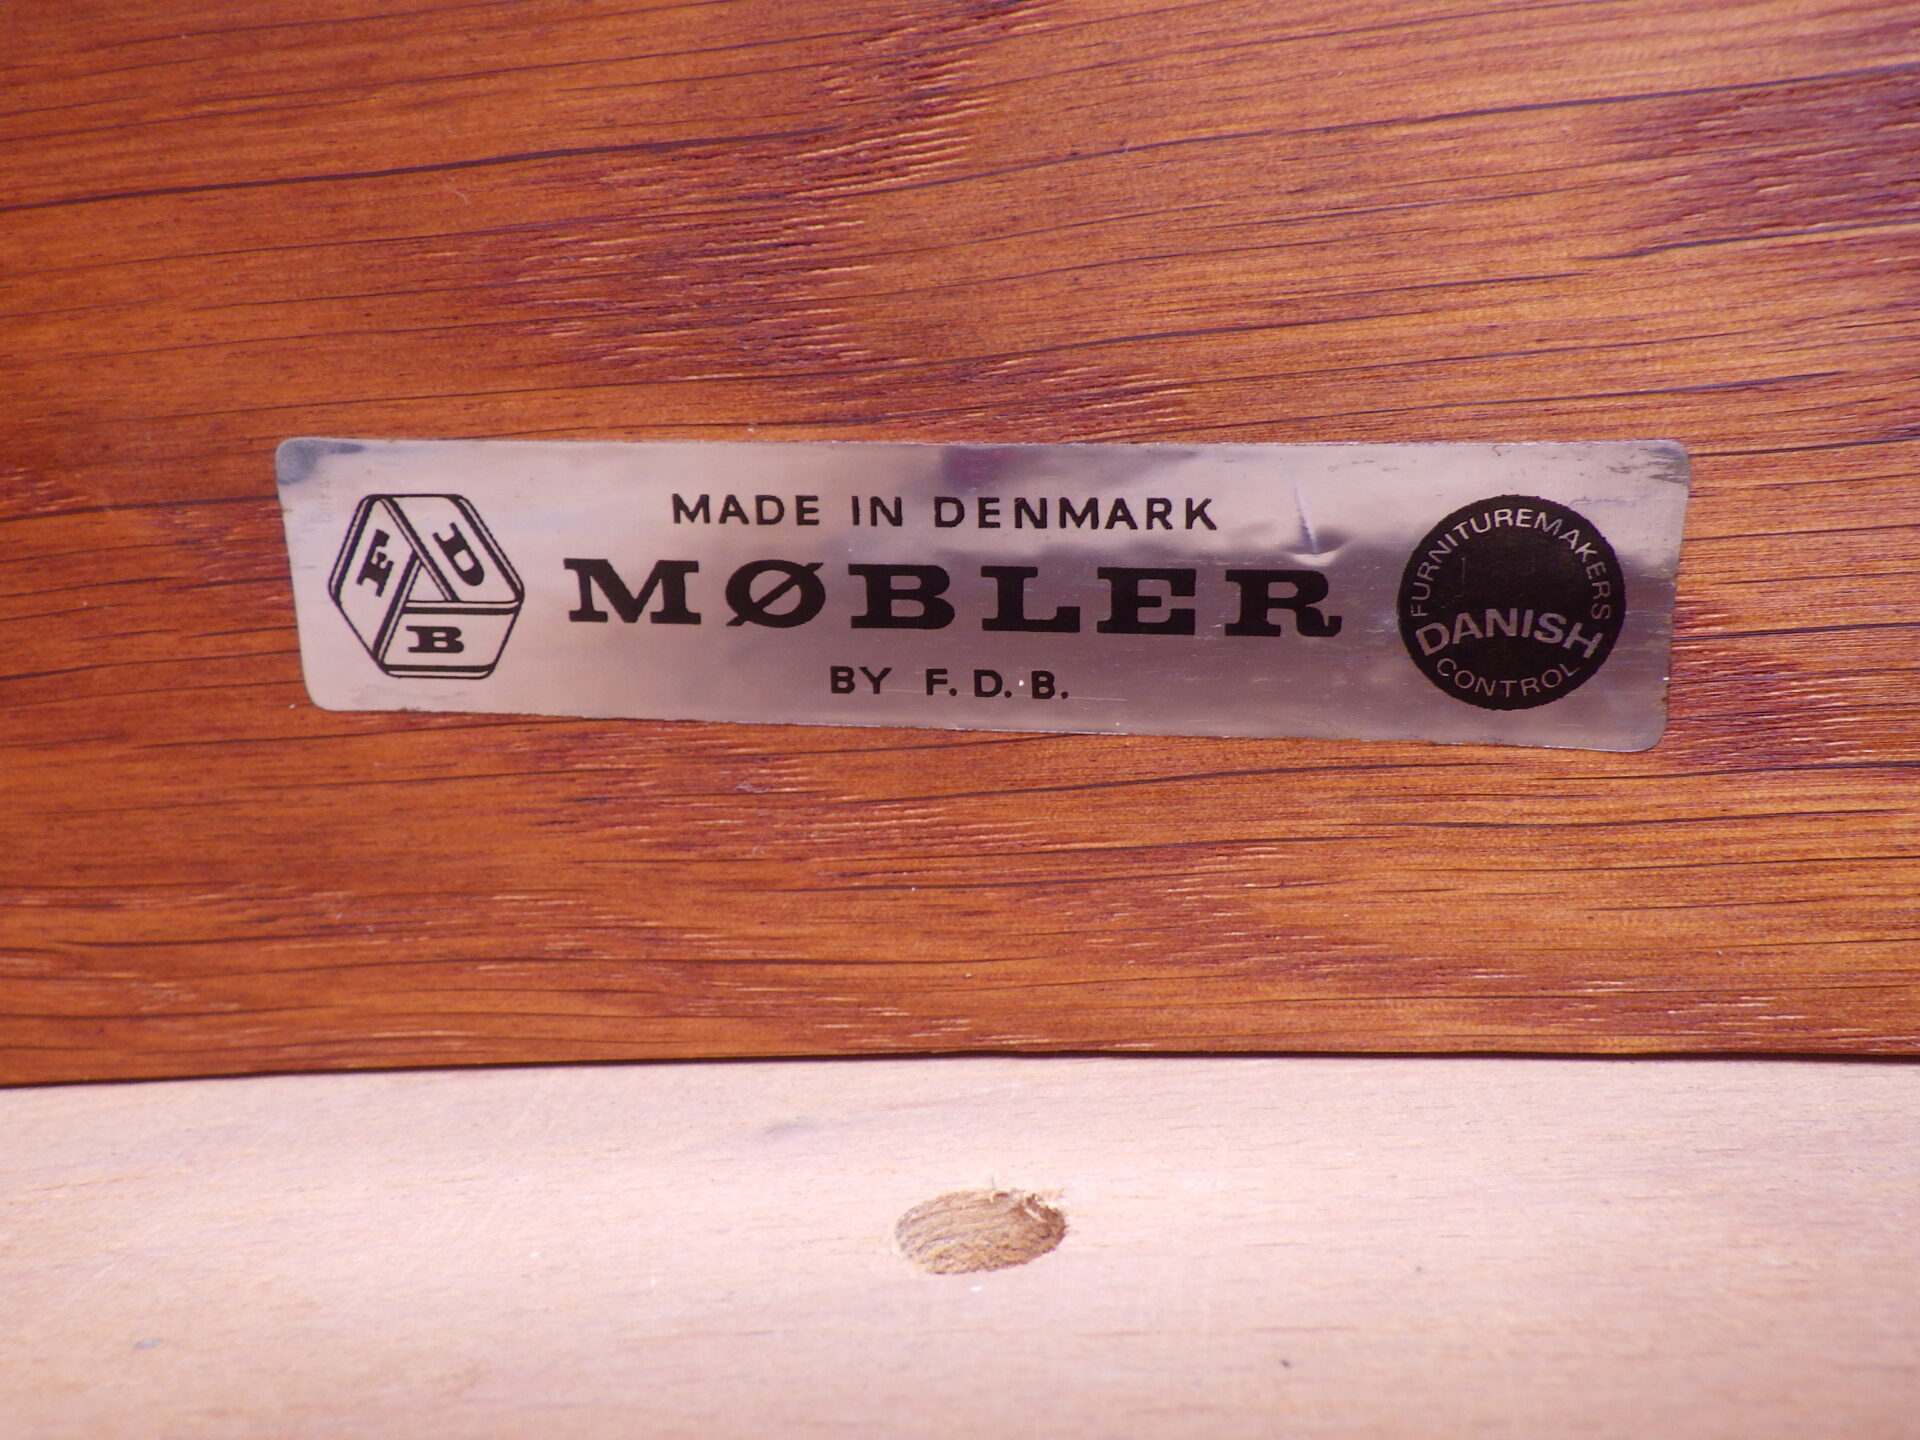 F D B
MADE IN DENMARK
MØBLER
BY F.D.B.
FURNITUREMAKERS
DANISH
CONTROL